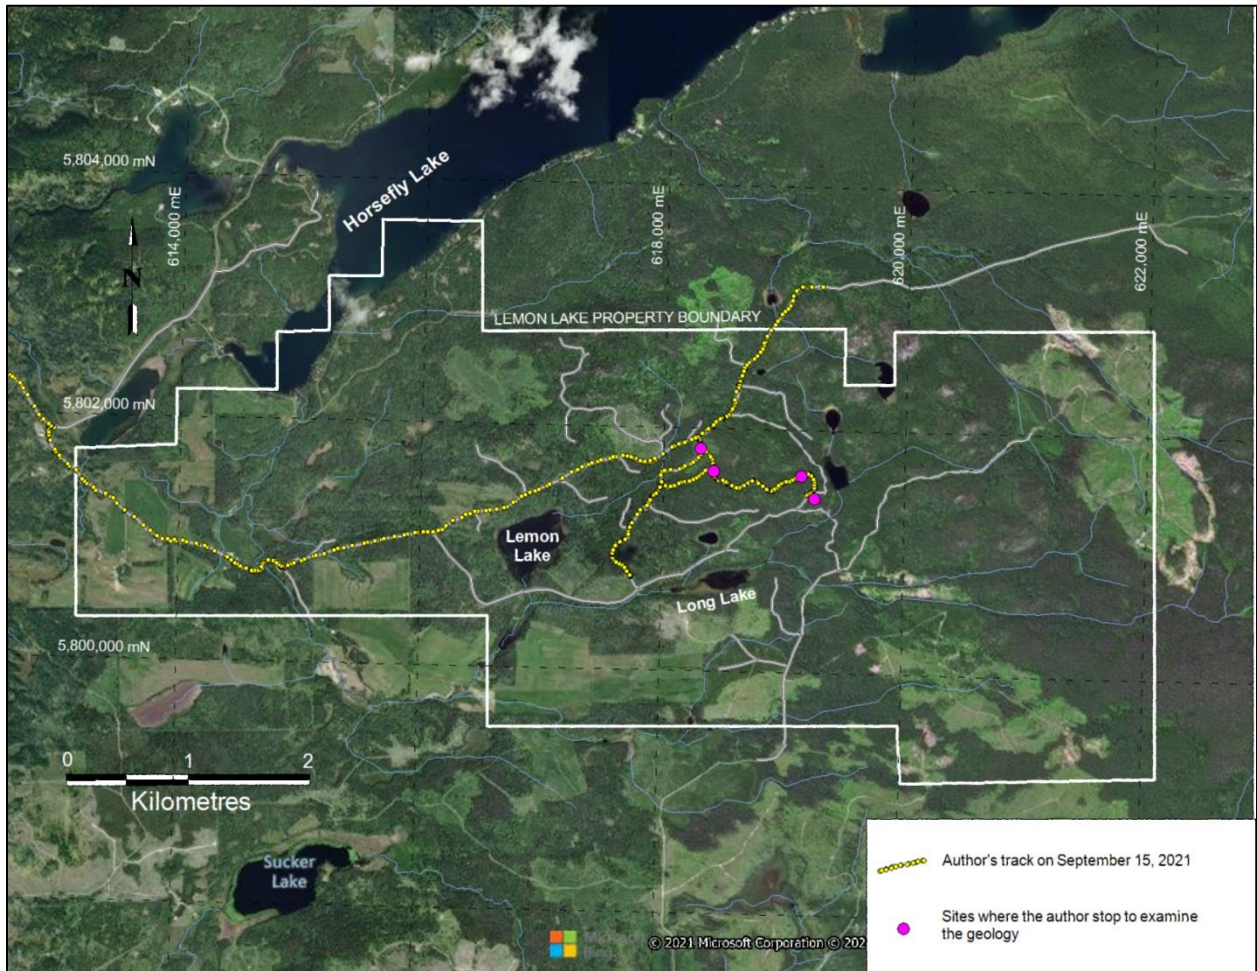 5,804,000 mN
614,000 mE
Horsefly Lake
618,000 mE
620,000 mE
622,000 mE
N
LEMON LAKE PROPERTY BOUNDARY
5,802,000 mN
Lemon
Lake
Long Lake
5,800,000 mN
0 1 2
Kilometres
Sucker
Lake
Author's track on September 15, 2021
Sites where the author stop to examine
the geology
© 2021 Microsoft Corporation ©